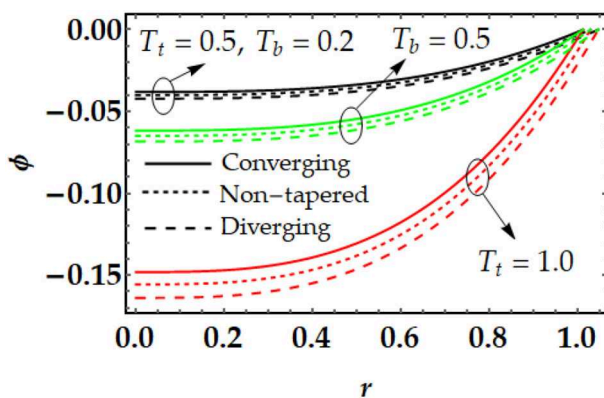 0.00
T_t = 0.5, T_b = 0.2
T_b = 0.5
−0.05
ϕ
Converging
−0.10
Non−tapered
Diverging
−0.15
T_t = 1.0
0.0 0.2 0.4 0.6 0.8 1.0
r